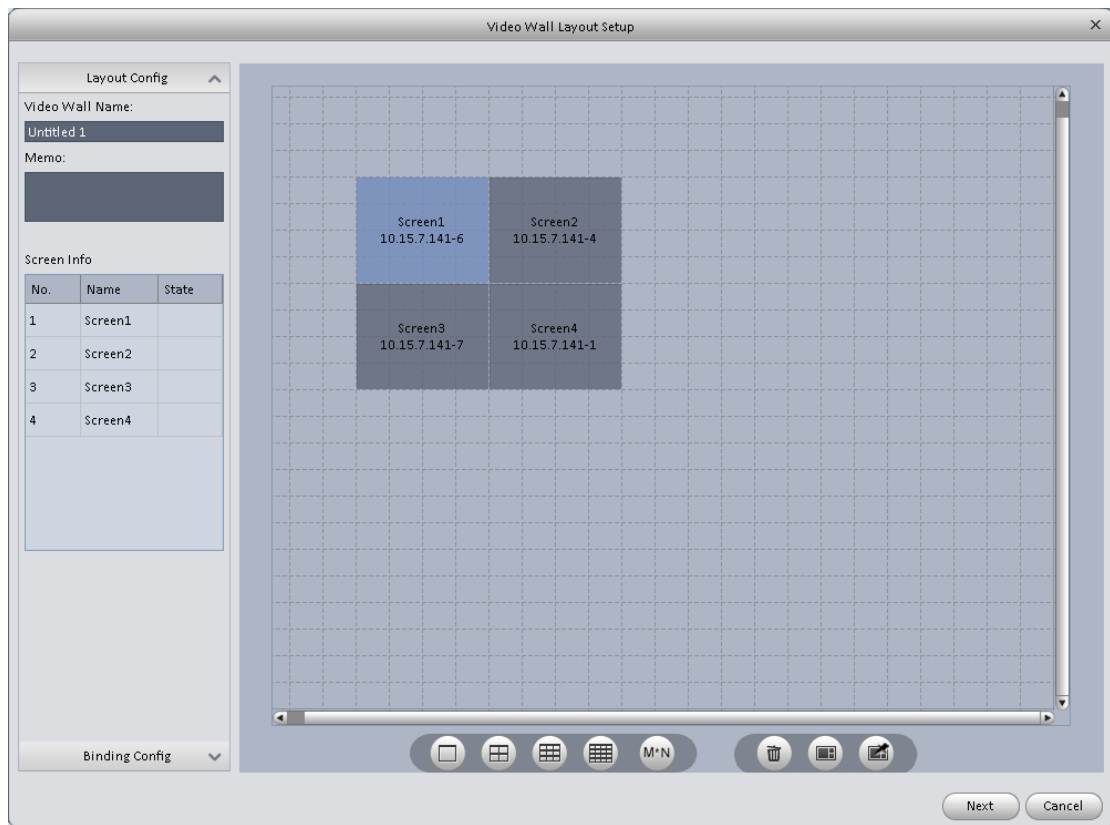 Video Wall Layout Setup
Layout Config
Video Wall Name:
Untitled 1
Memo:
Screen Info
No. Name State
1 Screen1
2 Screen2
3 Screen3
4 Screen4
Binding Config
Screen1 Screen2
10.15.7.141-6 10.15.7.141-4
Screen3 Screen4
10.15.7.141-7 10.15.7.141-1
M*N
Next Cancel